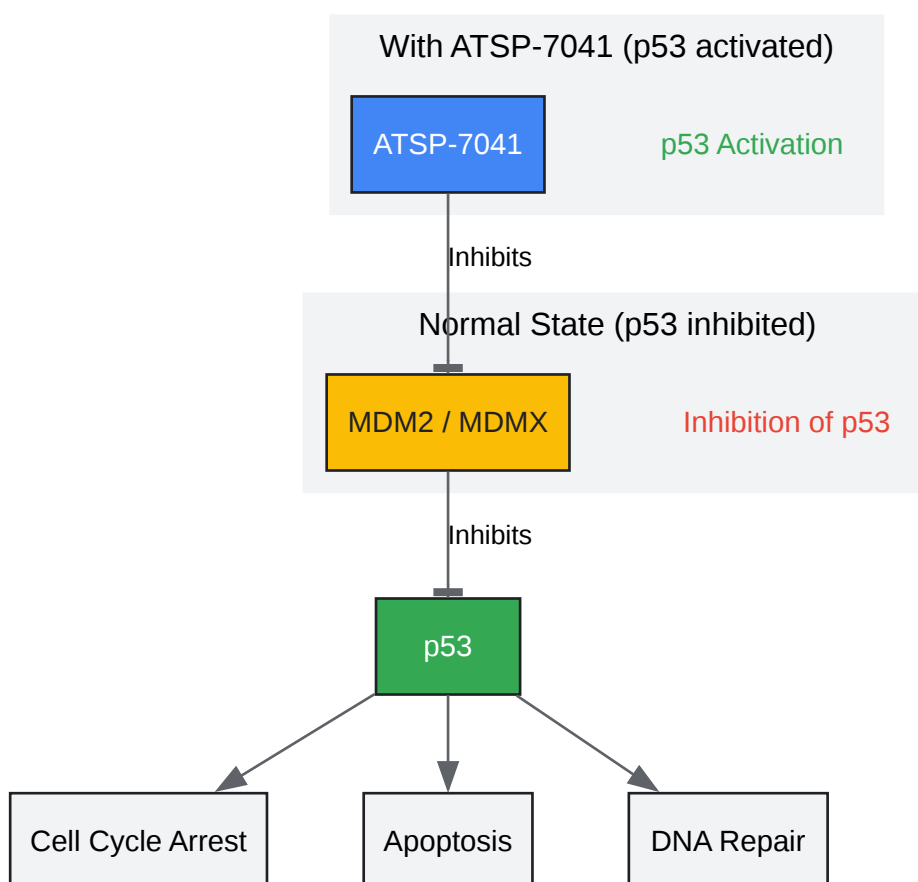 With ATSP-7041 (p53 activated)
ATSP-7041
p53 Activation
Inhibits
Normal State (p53 inhibited)
MDM2 / MDMX
Inhibition of p53
Inhibits
p53
Cell Cycle Arrest
Apoptosis
DNA Repair